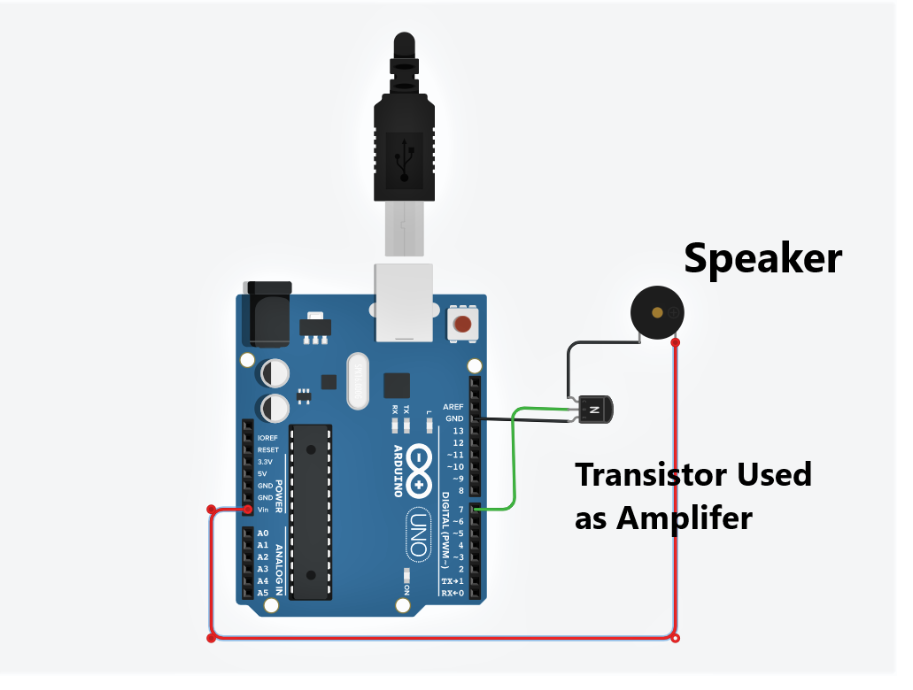 Speaker
Transistor Used
as Amplifer
N
AREF
GND
13
12
~11
~10
~9
8
7
~6
~5
4
~3
2
TX→1
RX←0
DIGITAL (PWM~)
IOREF
RESET
3.3V
5V
GND
GND
Vin
POWER
A0
A1
A2
A3
A4
A5
ANALOG IN
RX
TX
L
ARDUINO
UNO
ON